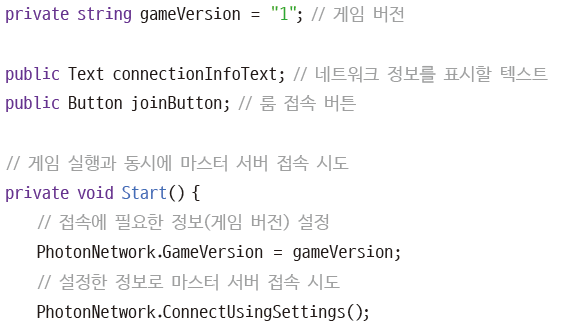 private string gameVersion = "1"; // 게임 버전
public Text connectionInfoText; // 네트워크 정보를 표시할 텍스트
public Button joinButton; // 룸 접속 버튼
// 게임 실행과 동시에 마스터 서버 접속 시도
private void Start() {
// 접속에 필요한 정보(게임 버전) 설정
PhotonNetwork.GameVersion = gameVersion;
// 설정한 정보로 마스터 서버 접속 시도
PhotonNetwork.ConnectUsingSettings();